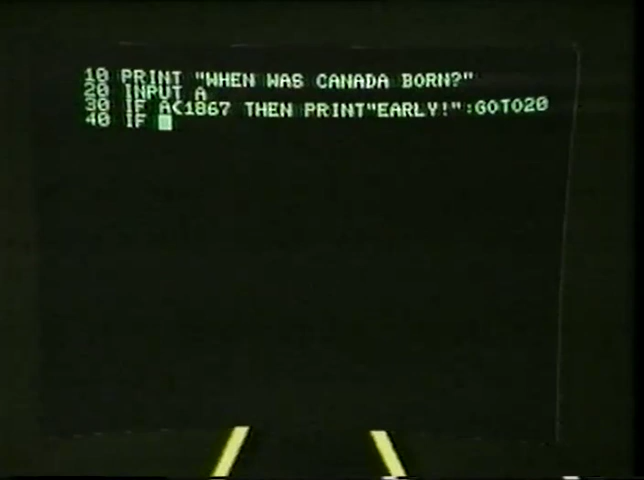 10 PRINT "WHEN WAS CANADA BORN?"
20 INPUT A
30 IF A<1867 THEN PRINT"EARLY!":GOTO20
40 IF